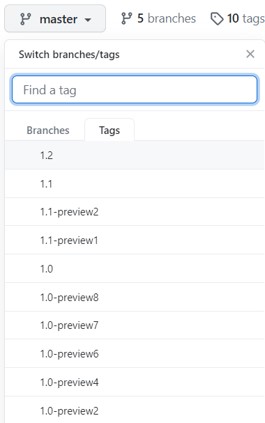 master 5 branches 10 tags
Switch branches/tags
Find a tag
Branches Tags
1.2
1.1
1.1-preview2
1.1-preview1
1.0
1.0-preview8
1.0-preview7
1.0-preview6
1.0-preview4
1.0-preview2